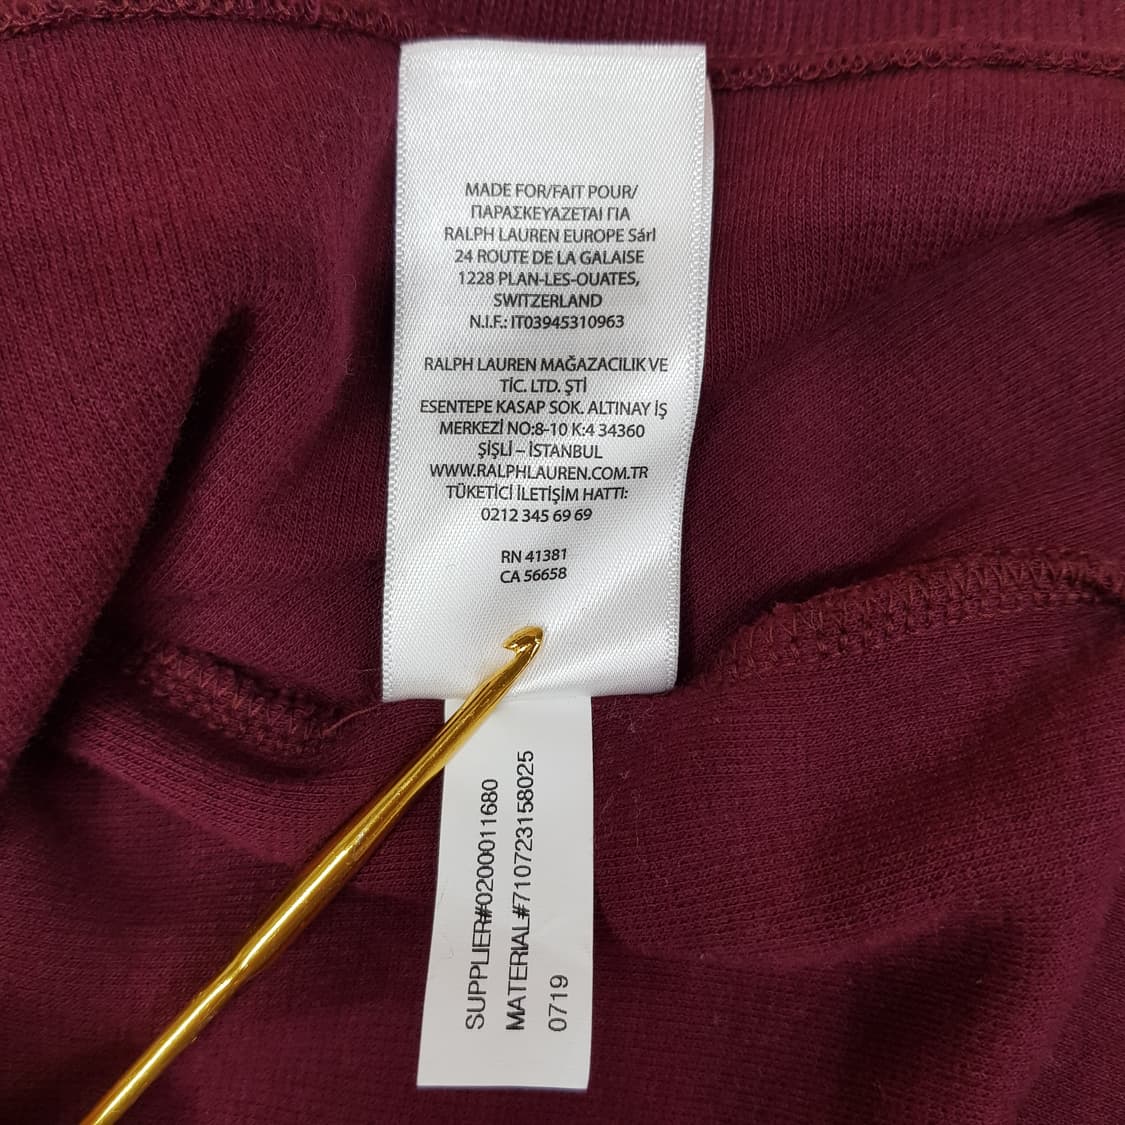 MADE FOR/FAIT POUR/
ΠΑΡΑΣΚΕΥΑΖΕΤΑΙ ΓΙΑ
RALPH LAUREN EUROPE Sárl
24 ROUTE DE LA GALAISE
1228 PLAN-LES-OUATES,
SWITZERLAND
N.I.F.: IT03945310963
RALPH LAUREN MAĞAZACILIK VE
TİC. LTD. ŞTİ
ESENTEPE KASAP SOK. ALTINAY İŞ
MERKEZİ NO:8-10 K:4 34360
ŞİŞLİ – İSTANBUL
WWW.RALPHLAUREN.COM.TR
TÜKETİCİ İLETİŞİM HATTI:
0212 345 69 69
RN 41381
CA 56658
SUPPLIER#0200011680
MATERIAL#710723158025
0719